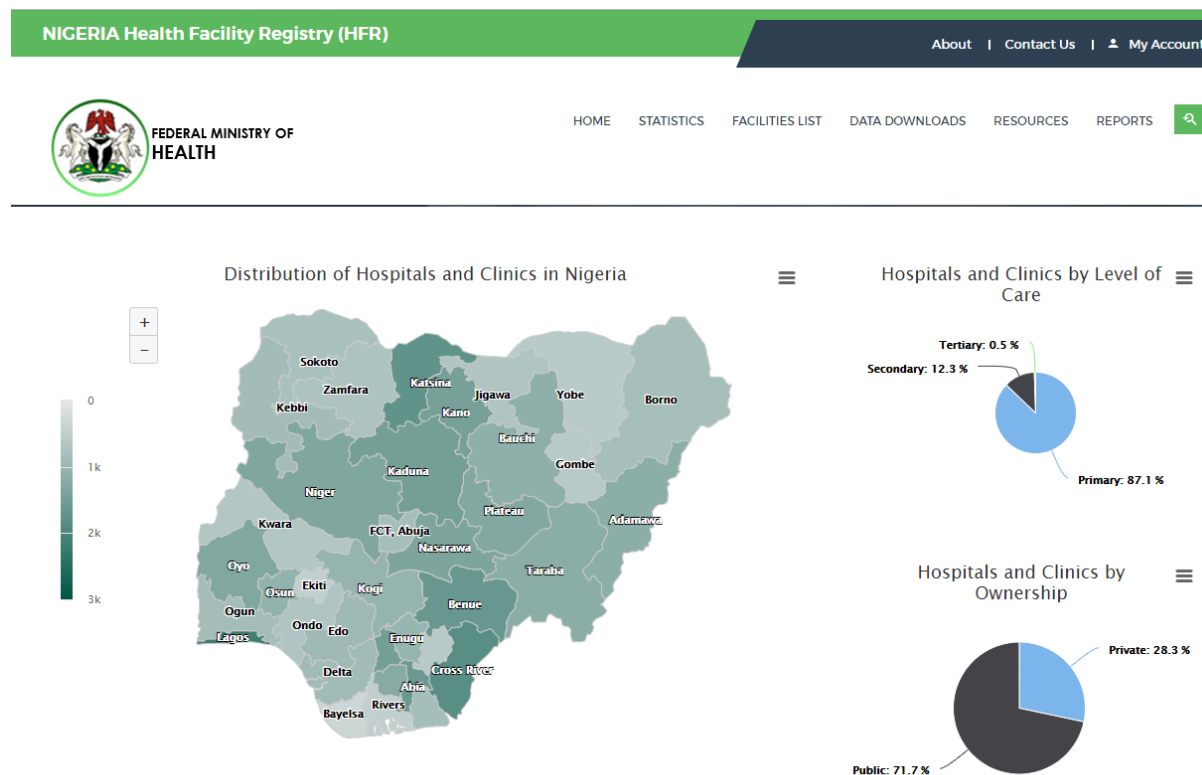 NIGERIA Health Facility Registry (HFR)
About | Contact Us | My Account
FEDERAL MINISTRY OF
HEALTH
HOME STATISTICS FACILITIES LIST DATA DOWNLOADS RESOURCES REPORTS
Distribution of Hospitals and Clinics in Nigeria
+
−
0
1k
2k
3k
Sokoto
Zamfara
Katsina
Kebbi
Jigawa
Yobe
Borno
Kano
Bauchi
Gombe
Kaduna
Niger
Plateau
Adamawa
Kwara
FCT, Abuja
Nasarawa
Taraba
Oyo
Osun
Ekiti
Kogi
Benue
Ogun
Ondo
Edo
Lagos
Enugu
Delta
Cross River
Abia
Bayelsa
Rivers
Hospitals and Clinics by Level of
Care
Tertiary: 0.5 %
Secondary: 12.3 %
Primary: 87.1 %
Hospitals and Clinics by
Ownership
Private: 28.3 %
Public: 71.7 %